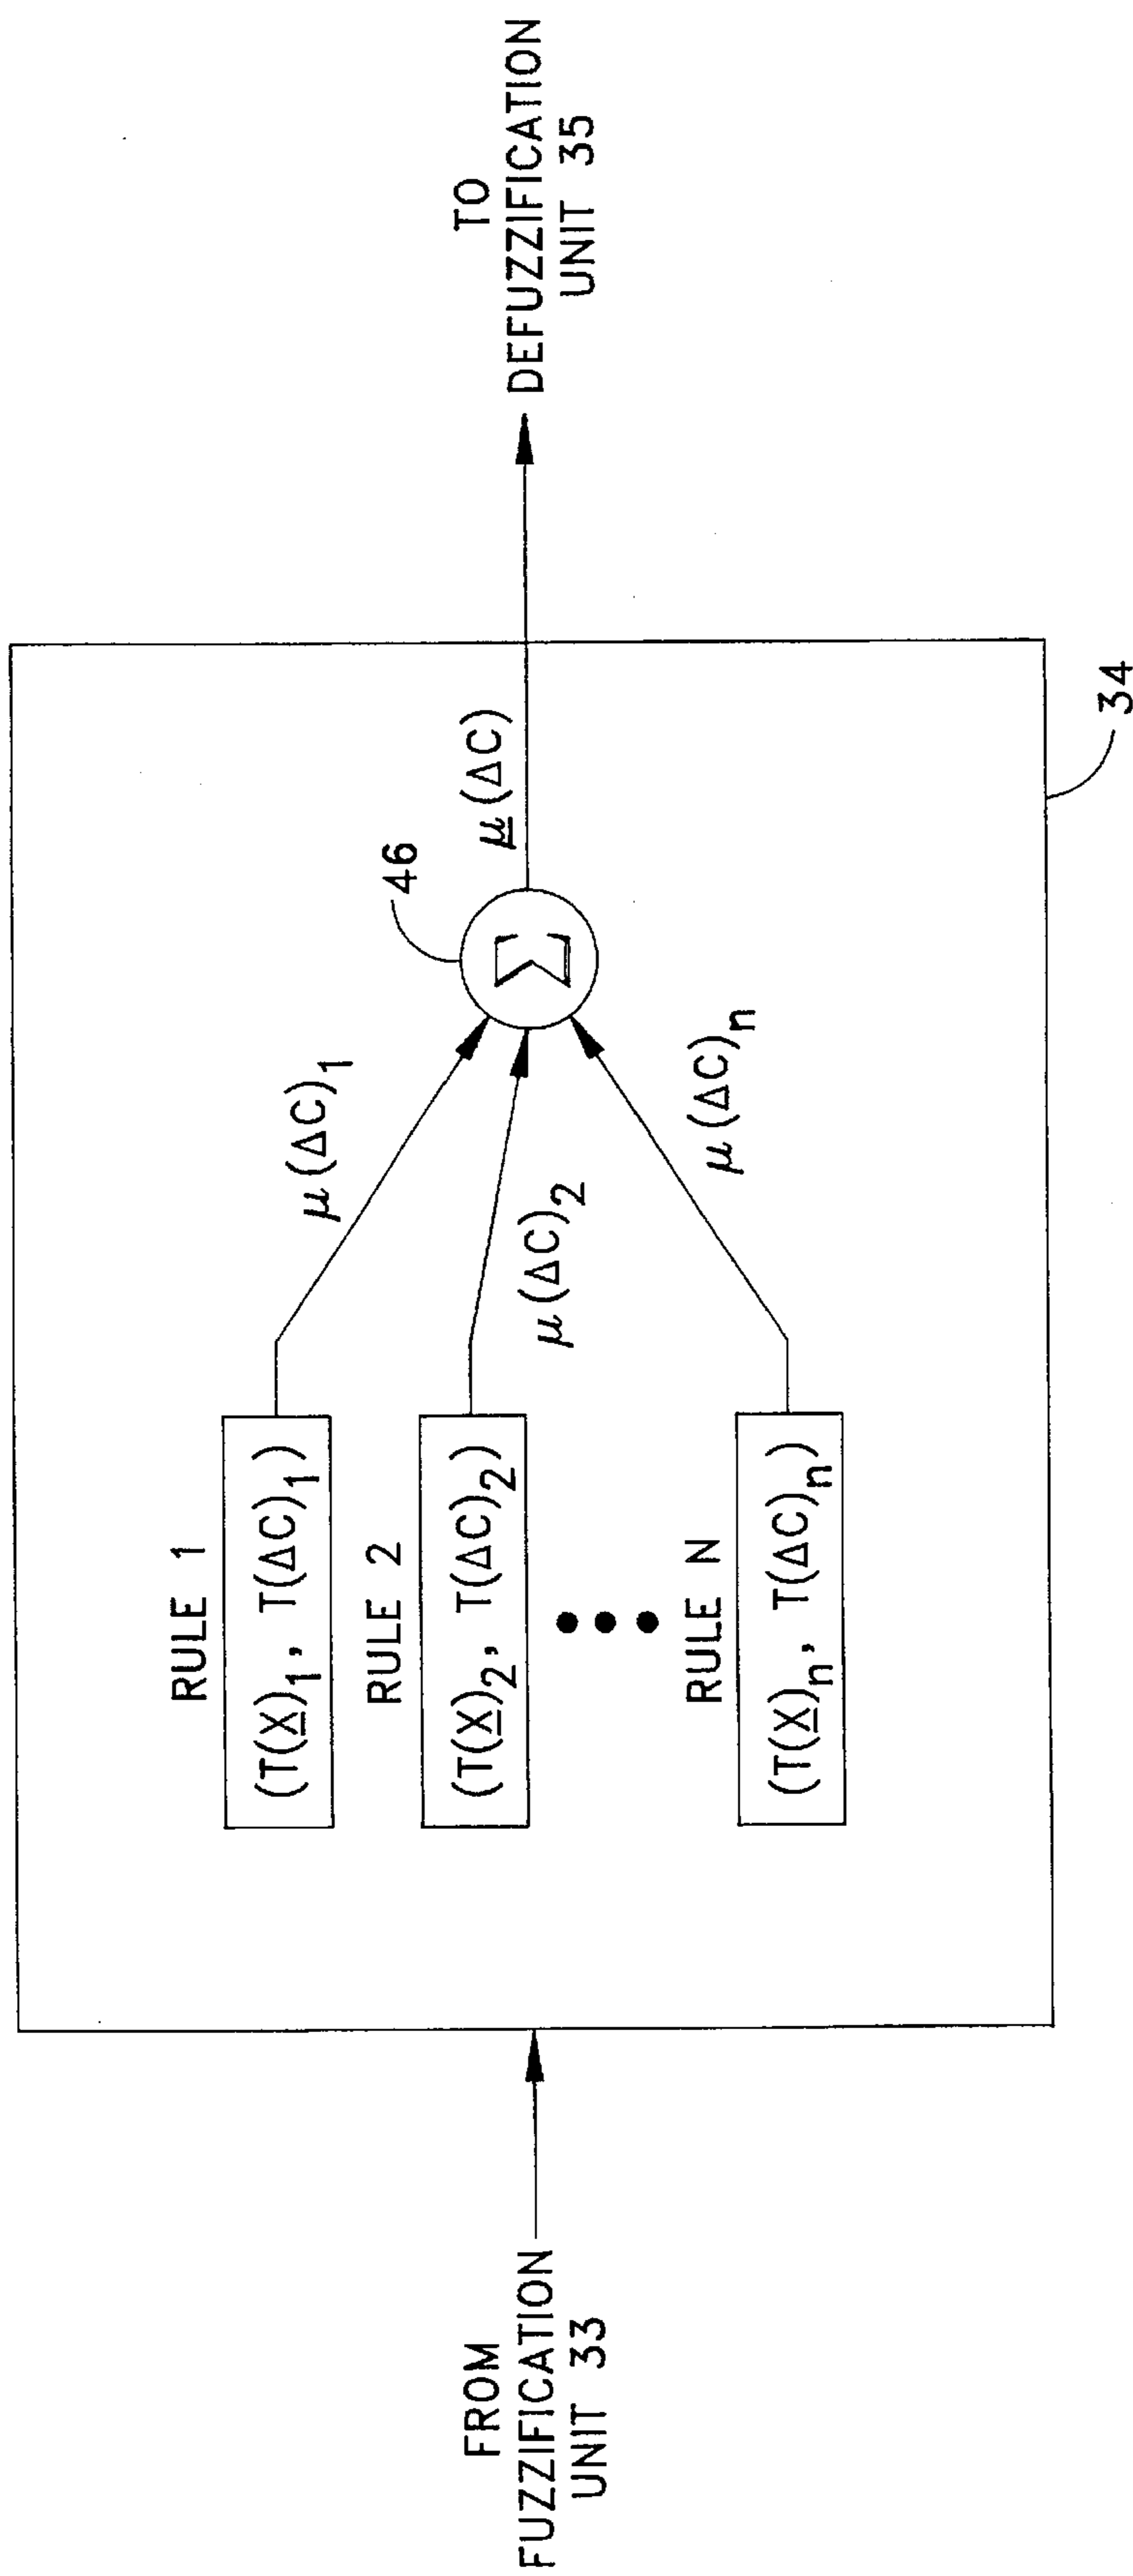 FROM
FUZZIFICATION
UNIT 33
RULE 1
(T(X)1, T(ΔC)1)
RULE 2
(T(X)2, T(ΔC)2)
RULE N
(T(X)n, T(ΔC)n)
μ(ΔC)1
μ(ΔC)2
μ(ΔC)n
46
Σ
μ(ΔC)
34
TO
DEFUZZIFICATION
UNIT 35